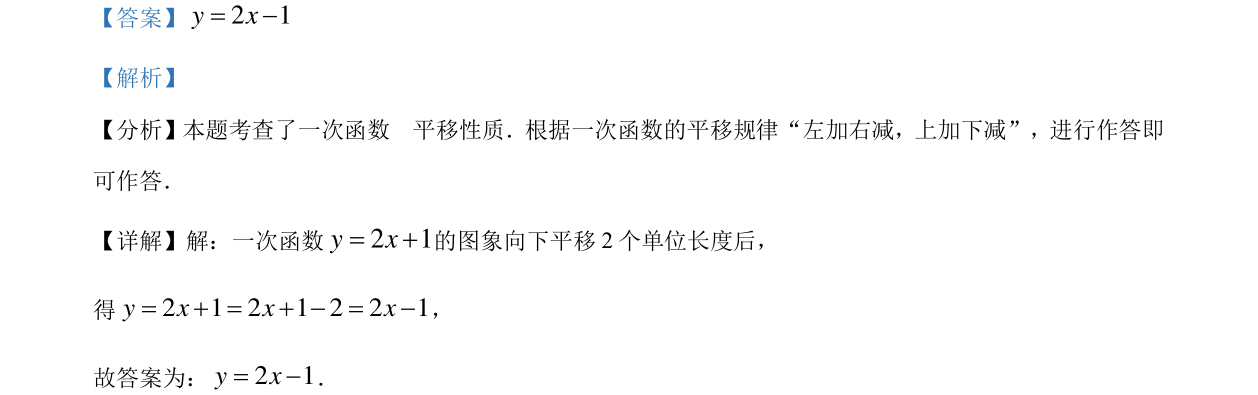 【答案】y=2x−1
【解析】
【分析】本题考查了一次函数 平移性质．根据一次函数的平移规律“左加右减，上加下减”，进行作答即
可作答．
【详解】解：一次函数y=2x+1的图象向下平移2个单位长度后，
得y=2x+1=2x+1−2=2x−1，
故答案为：y=2x−1．